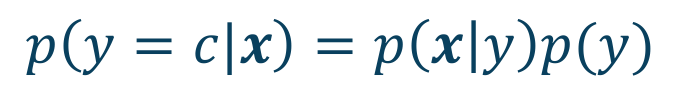 p(y = c|x) = p(x|y)p(y)